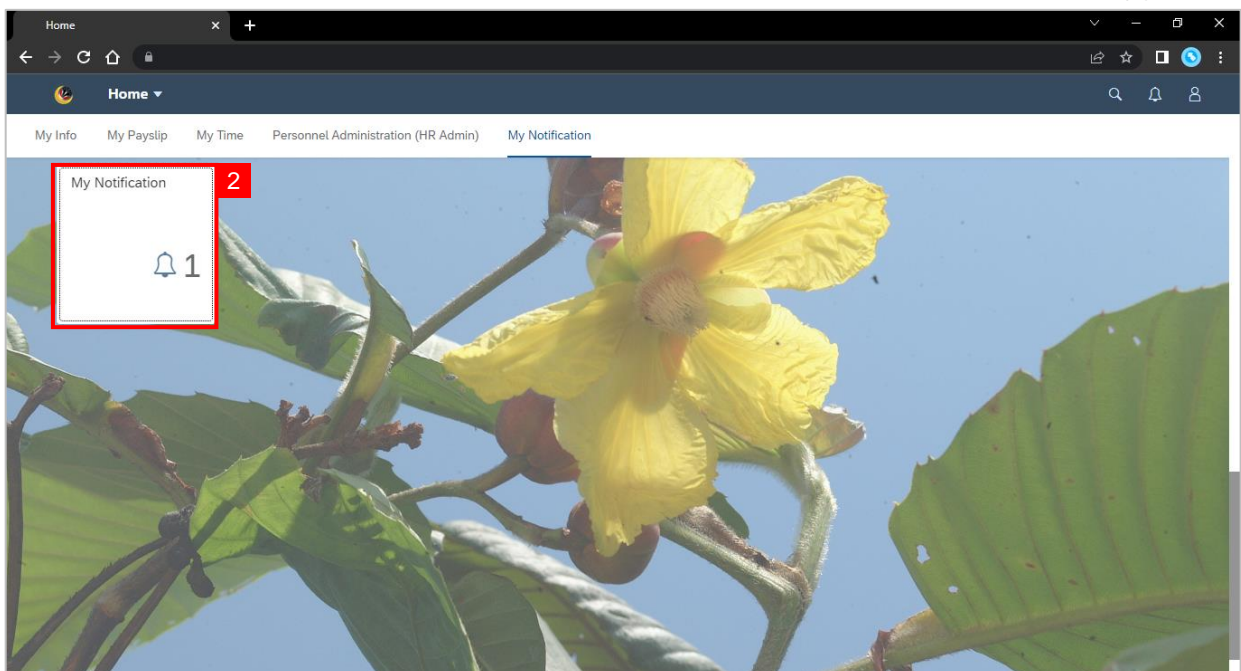 Home
Home
My Info My Payslip My Time Personnel Administration (HR Admin) My Notification
My Notification 2
1